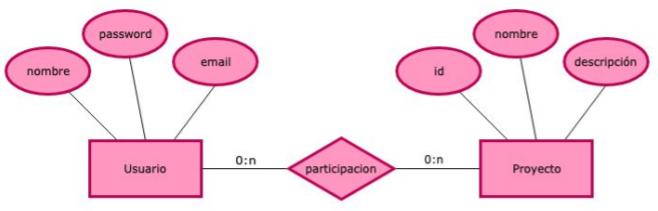 password
nombre
email
nombre
id
descripción
Usuario
0:n
participacion
0:n
Proyecto